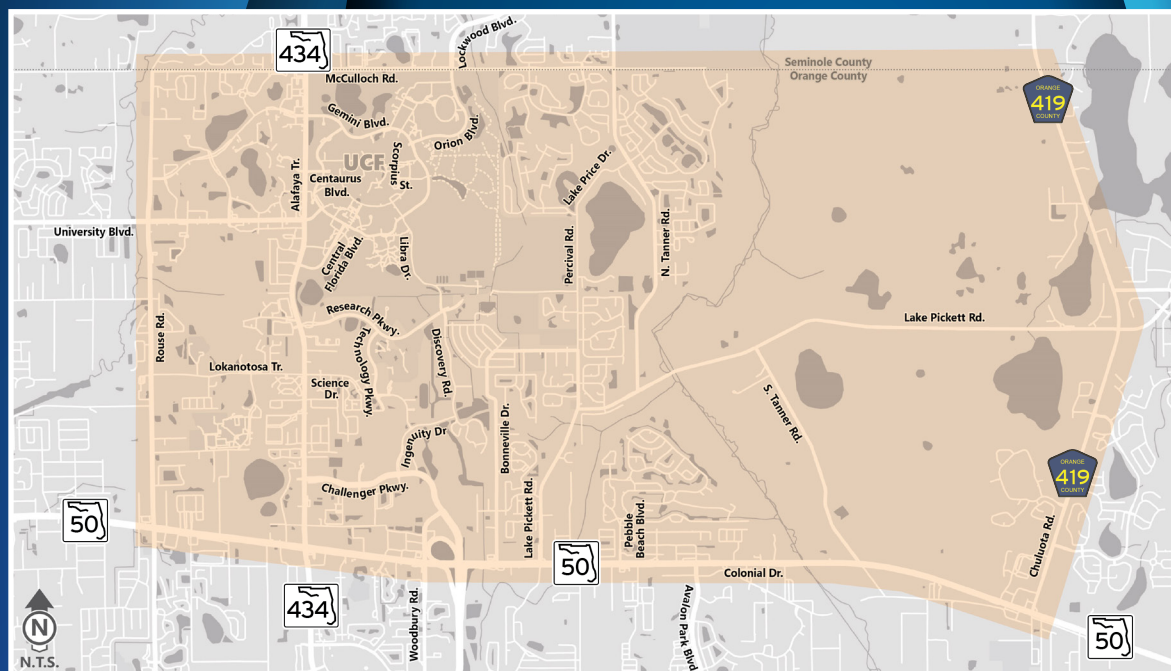 Lockwood Blvd.
434
McCulloch Rd.
Seminole County
Orange County
ORANGE
419
COUNTY
Gemini Blvd.
Orion Blvd.
Scorpius
St.
UCF
Alafaya Tr.
Centaurus
Blvd.
Lake Price Dr.
University Blvd.
Central
Florida Blvd.
Libra Dr.
Percival Rd.
N. Tanner Rd.
Rouse Rd.
Research Pkwy.
Lake Pickett Rd.
Technology Pkwy.
Discovery Rd.
Lokanotosa Tr.
Science
Dr.
S. Tanner Rd.
Ingenuity Dr
Bonneville Dr.
ORANGE
419
COUNTY
Challenger Pkwy.
Lake Pickett Rd.
Pebble
Beach Blvd.
50
Chuluota Rd.
50
Colonial Dr.
434
Woodbury Rd.
Avalon Park Blvd
50
N
N.T.S.